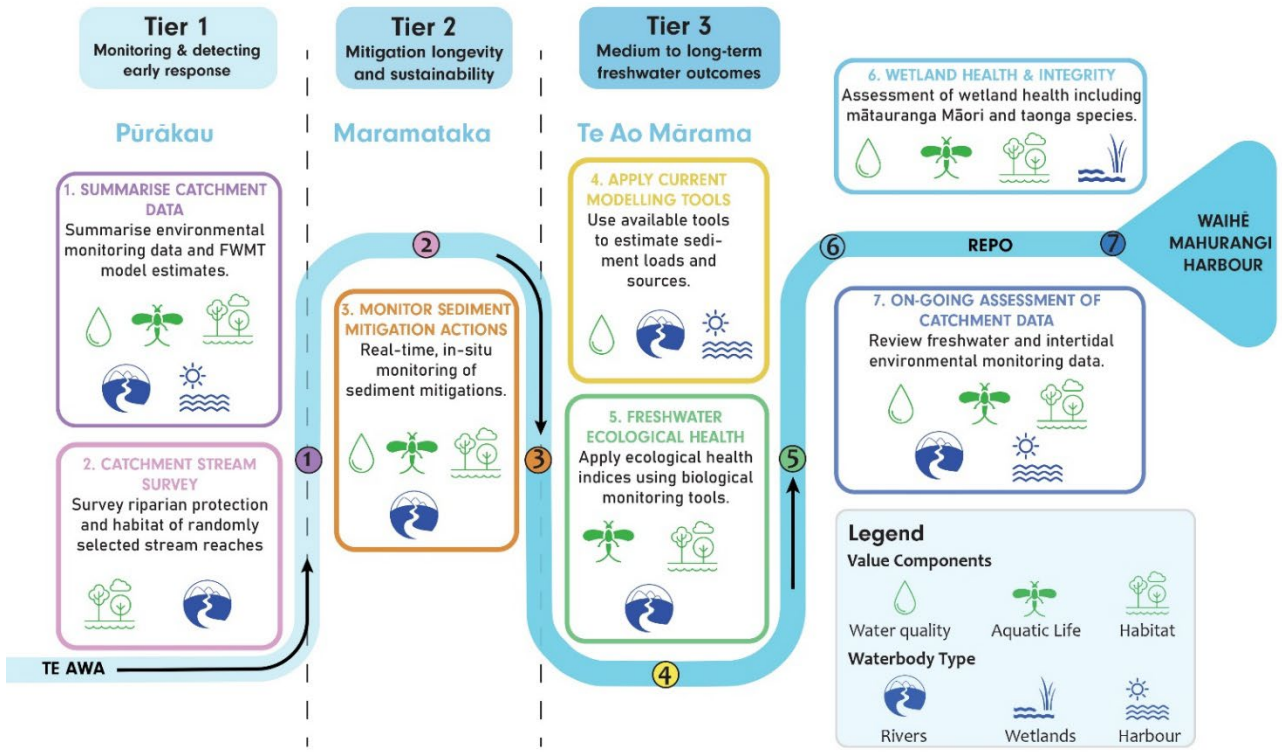 Tier 1
Monitoring & detecting
early response
Tier 2
Mitigation longevity
and sustainability
Tier 3
Medium to long-term
freshwater outcomes
Pūrākau
Maramataka
Te Ao Mārama
1. SUMMARISE CATCHMENT
DATA
Summarise environmental
monitoring data and FWMT
model estimates.
2. CATCHMENT STREAM
SURVEY
Survey riparian protection
and habitat of randomly
selected stream reaches
TE AWA
1
2
3. MONITOR SEDIMENT
MITIGATION ACTIONS
Real-time, in-situ
monitoring of
sediment mitigations.
3
4. APPLY CURRENT
MODELLING TOOLS
Use available tools
to estimate sedi-
ment loads and
sources.
5. FRESHWATER
ECOLOGICAL HEALTH
Apply ecological health
indices using biological
monitoring tools.
4
5
6. WETLAND HEALTH & INTEGRITY
Assessment of wetland health including
mātauranga Māori and taonga species.
6
REPO
7
WAIHĒ
MAHURANGI
HARBOUR
7. ON-GOING ASSESSMENT OF
CATCHMENT DATA
Review freshwater and intertidal
environmental monitoring data.
Legend
Value Components
Water quality
Aquatic Life
Habitat
Waterbody Type
Rivers
Wetlands
Harbour